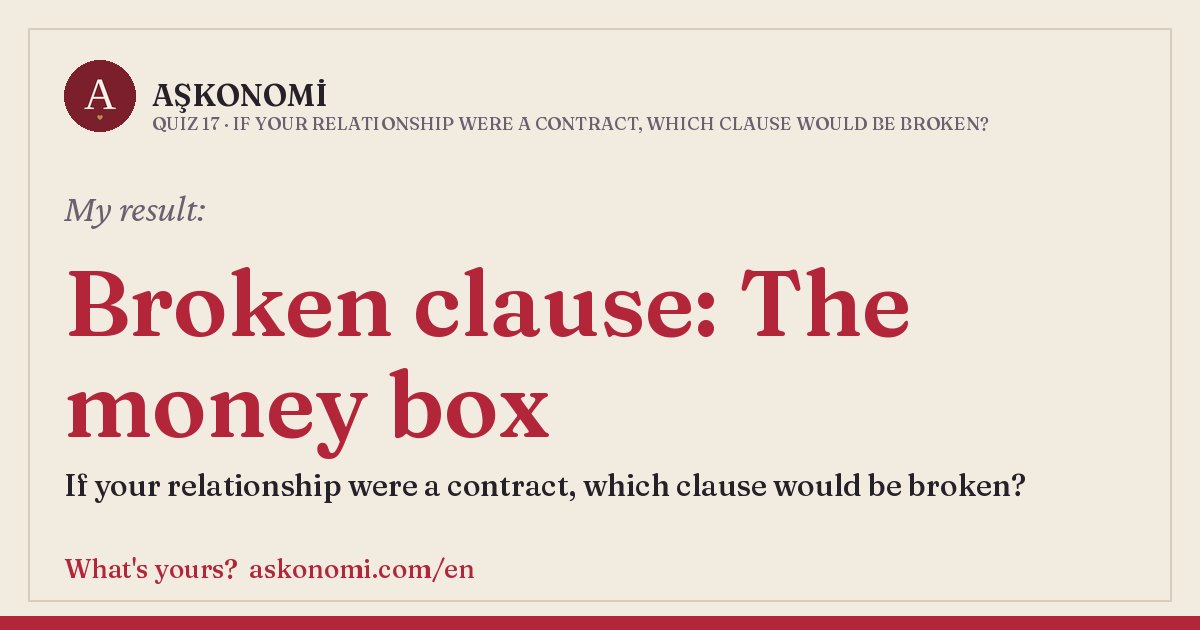 A
AŞKONOMİ
QUIZ 17 · IF YOUR RELATIONSHIP WERE A CONTRACT, WHICH CLAUSE WOULD BE BROKEN?
My result:
Broken clause: The
money box
If your relationship were a contract, which clause would be broken?
What's yours? askonomi.com/en